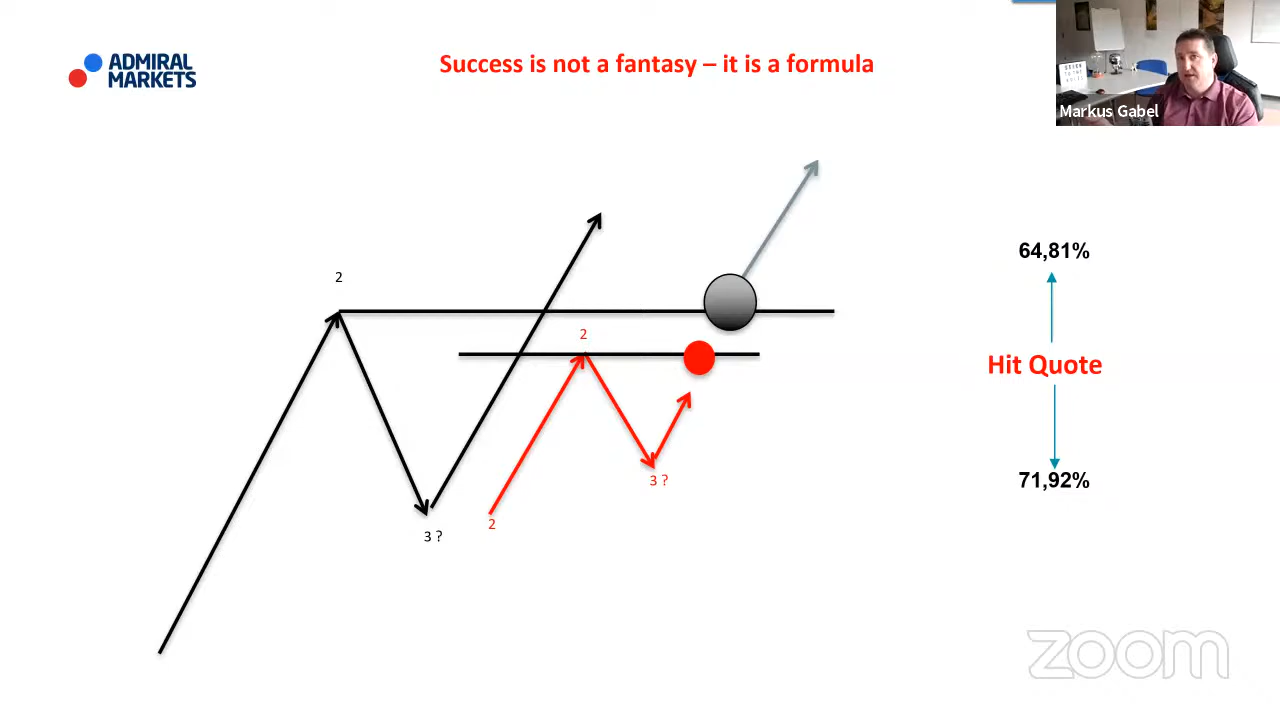 ADMIRAL
MARKETS
Success is not a fantasy – it is a formula
Markus Gabel
64,81%
2
2
Hit Quote
3 ?
71,92%
2
3 ?
zoom